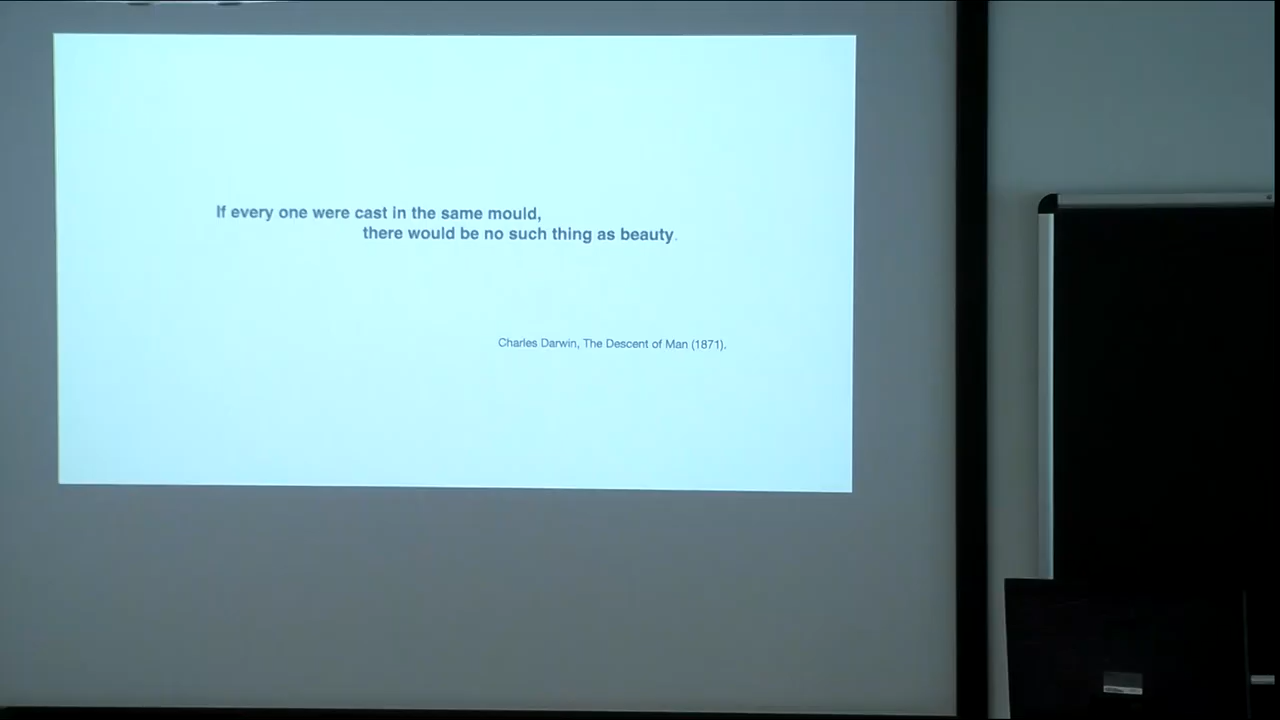 If every one were cast in the same mould,
there would be no such thing as beauty.
Charles Darwin, The Descent of Man (1871).